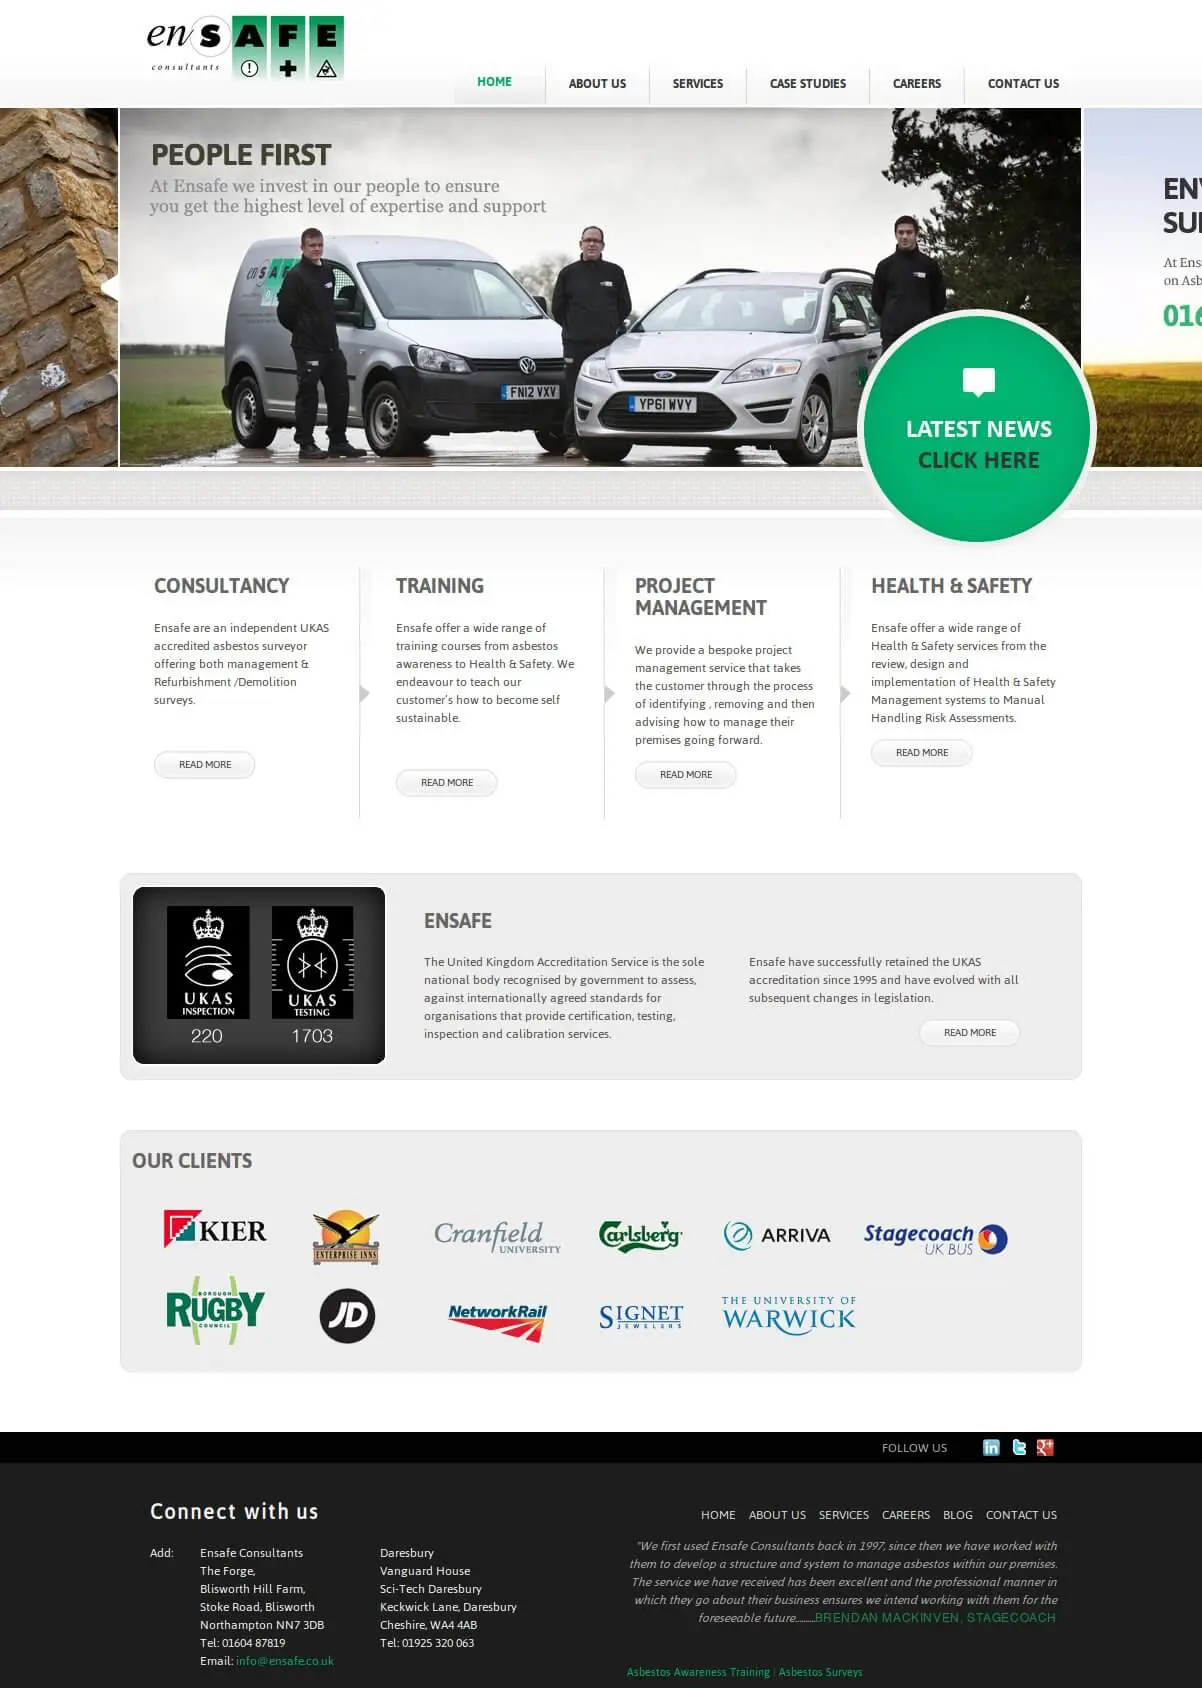 enSAFE
consultants
HOME
ABOUT US
SERVICES
CASE STUDIES
CAREERS
CONTACT US
PEOPLE FIRST
At Ensafe we invest in our people to ensure
you get the highest level of expertise and support
FN12 VXV
YP61 WVY
LATEST NEWS
CLICK HERE
At Ens
on Asb
CONSULTANCY
Ensafe are an independent UKAS
accredited asbestos surveyor
offering both management &
Refurbishment /Demolition
surveys.
READ MORE
TRAINING
Ensafe offer a wide range of
training courses from asbestos
awareness to Health & Safety. We
endeavour to teach our
customer's how to become self
sustainable.
READ MORE
PROJECT
MANAGEMENT
We provide a bespoke project
management service that takes
the customer through the process
of identifying , removing and then
advising how to manage their
premises going forward.
READ MORE
HEALTH & SAFETY
Ensafe offer a wide range of
Health & Safety services from the
review, design and
implementation of Health & Safety
Management systems to Manual
Handling Risk Assessments.
READ MORE
UKAS
INSPECTION
220
UKAS
TESTING
1703
ENSAFE
The United Kingdom Accreditation Service is the sole
national body recognised by government to assess,
against internationally agreed standards for
organisations that provide certification, testing,
inspection and calibration services.
Ensafe have successfully retained the UKAS
accreditation since 1995 and have evolved with all
subsequent changes in legislation.
READ MORE
OUR CLIENTS
KIER
ENTERPRISE INNS
Cranfield
UNIVERSITY
Carlsberg
ARRIVA
Stagecoach
UK BUS
BOROUGH
RUGBY
COUNCIL
JD
NetworkRail
SIGNET
JEWELERS
THE UNIVERSITY OF
WARWICK
FOLLOW US
Connect with us
Add:
Ensafe Consultants
The Forge,
Blisworth Hill Farm,
Stoke Road, Blisworth
Northampton NN7 3DB
Tel: 01604 87819
Email: info@ensafe.co.uk
Daresbury
Vanguard House
Sci-Tech Daresbury
Keckwick Lane, Daresbury
Cheshire, WA4 4AB
Tel: 01925 320 063
HOME ABOUT US SERVICES CAREERS BLOG CONTACT US
"We first used Ensafe Consultants back in 1997, since then we have worked with
them to develop a structure and system to manage asbestos within our premises.
The service we have received has been excellent and the professional manner in
which they go about their business ensures we intend working with them for the
foreseeable future..........BRENDAN MACKINVEN, STAGECOACH
Asbestos Awareness Training | Asbestos Surveys